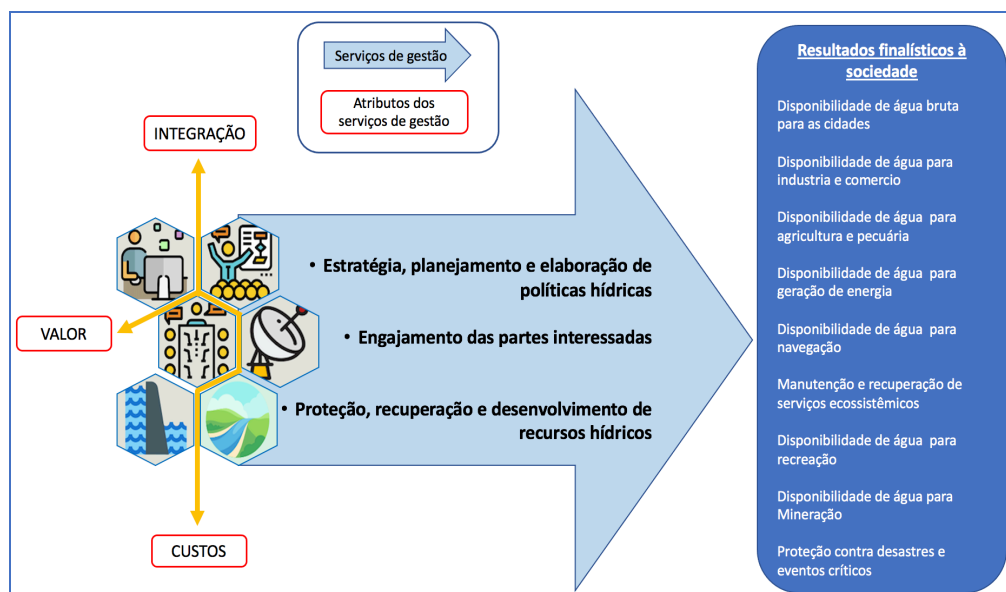 Serviços de gestão
Atributos dos
serviços de gestão
INTEGRAÇÃO
VALOR
CUSTOS
• Estratégia, planejamento e elaboração de
políticas hídricas
• Engajamento das partes interessadas
• Proteção, recuperação e desenvolvimento de
recursos hídricos
Resultados finalísticos à
sociedade
Disponibilidade de água bruta
para as cidades
Disponibilidade de água para
industria e comercio
Disponibilidade de água para
agricultura e pecuária
Disponibilidade de água para
geração de energia
Disponibilidade de água para
navegação
Manutenção e recuperação de
serviços ecossistêmicos
Disponibilidade de água para
recreação
Disponibilidade de água para
Mineração
Proteção contra desastres e
eventos críticos